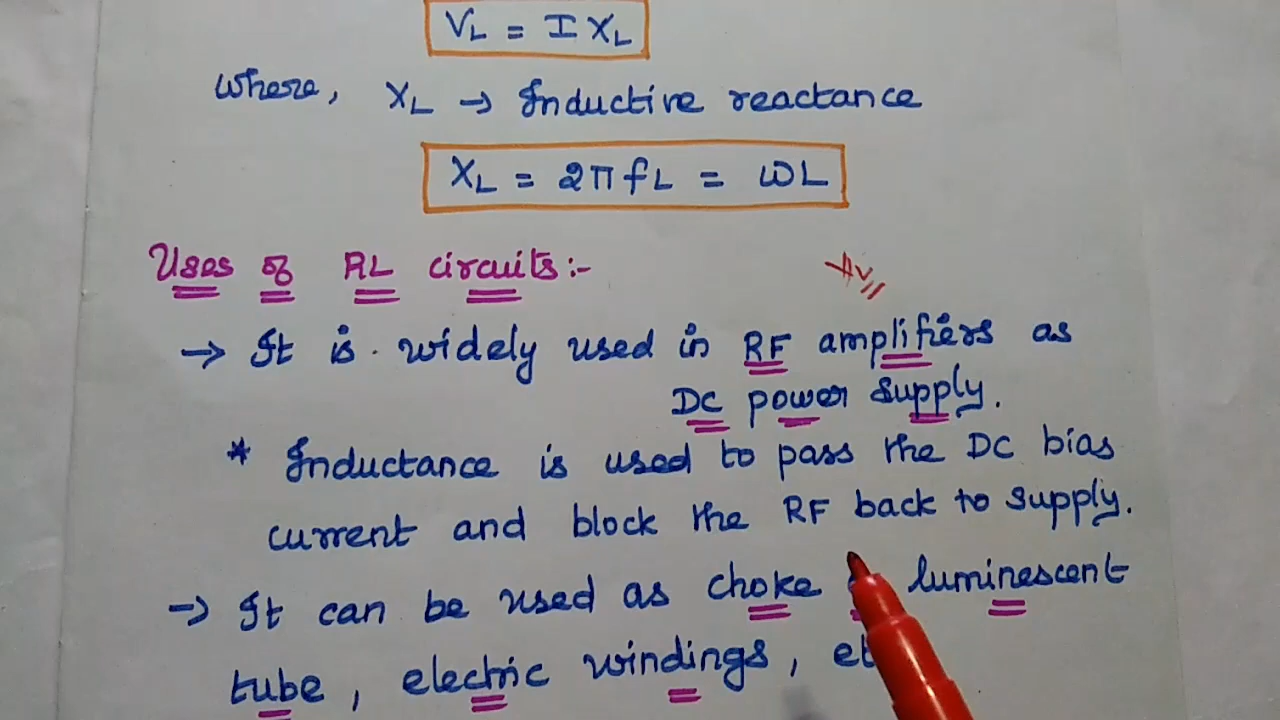 VL = I XL
Where, XL → Inductive reactance
XL = 2πfL = ωL
Uses of RL circuits:-
→ It is widely used in RF amplifiers as
DC power supply.
* Inductance is used to pass the DC bias
current and block the RF back to supply.
→ It can be used as choke luminescent
tube, electric windings,